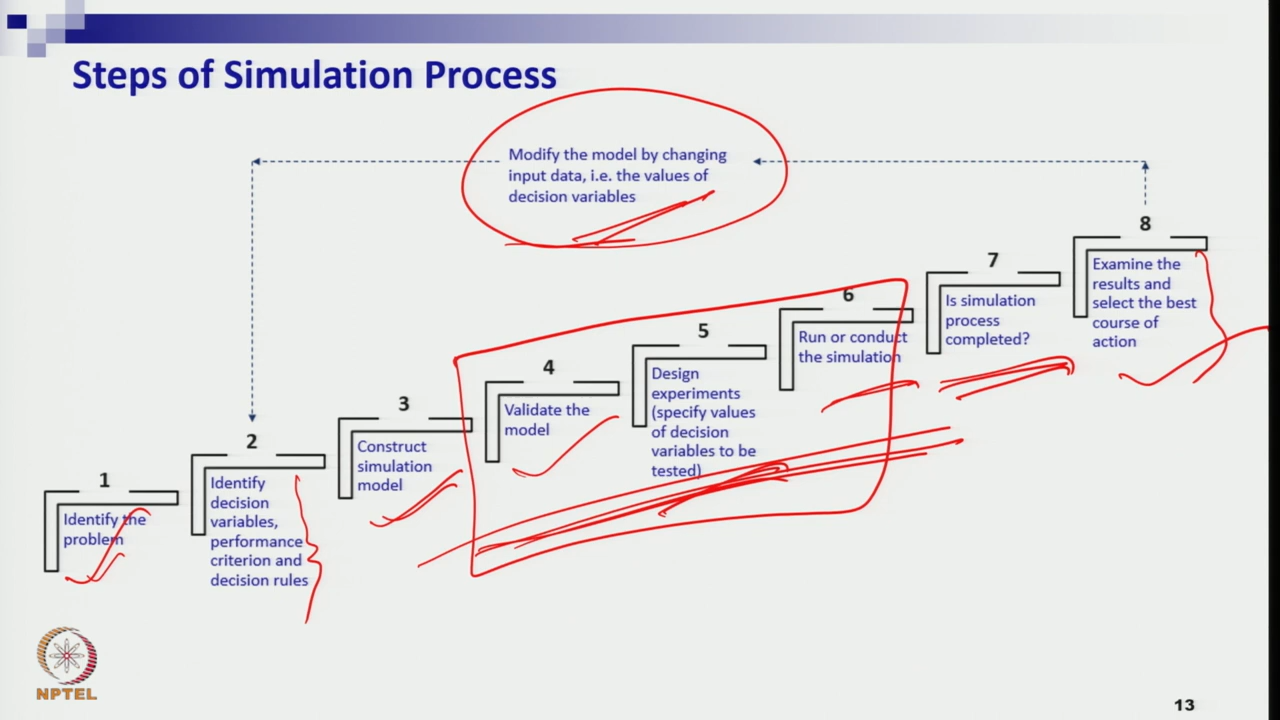 Steps of Simulation Process
Modify the model by changing
input data, i.e. the values of
decision variables
1
Identify the
problem
2
Identify
decision
variables,
performance
criterion and
decision rules
3
Construct
simulation
model
4
Validate the
model
5
Design
experiments
(specify values
of decision
variables to be
tested)
6
Run or conduct
the simulation
7
Is simulation
process
completed?
8
Examine the
results and
select the best
course of
action
NPTEL
13